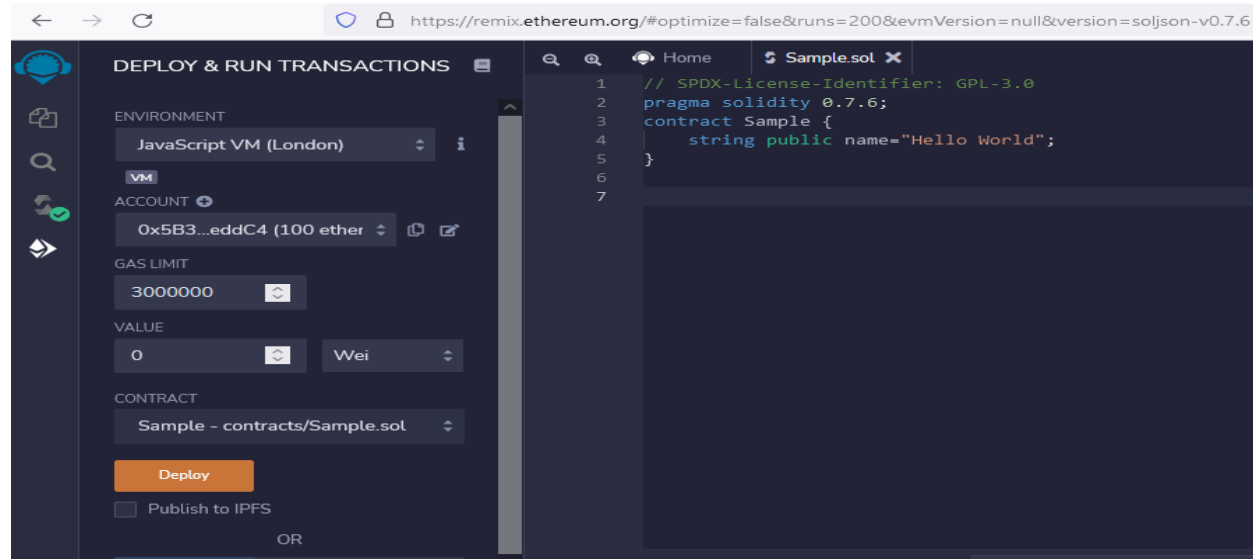 https://remix.ethereum.org/#optimize=false&runs=200&evmVersion=null&version=soljson-v0.7.6
DEPLOY & RUN TRANSACTIONS
ENVIRONMENT
JavaScript VM (London)
VM
ACCOUNT
0x5B3...eddC4 (100 ether
GAS LIMIT
3000000
VALUE
0 Wei
CONTRACT
Sample - contracts/Sample.sol
Deploy
Publish to IPFS
OR
Home Sample.sol
1 // SPDX-License-Identifier: GPL-3.0
2 pragma solidity 0.7.6;
3 contract Sample {
4 string public name="Hello World";
5 }
6
7